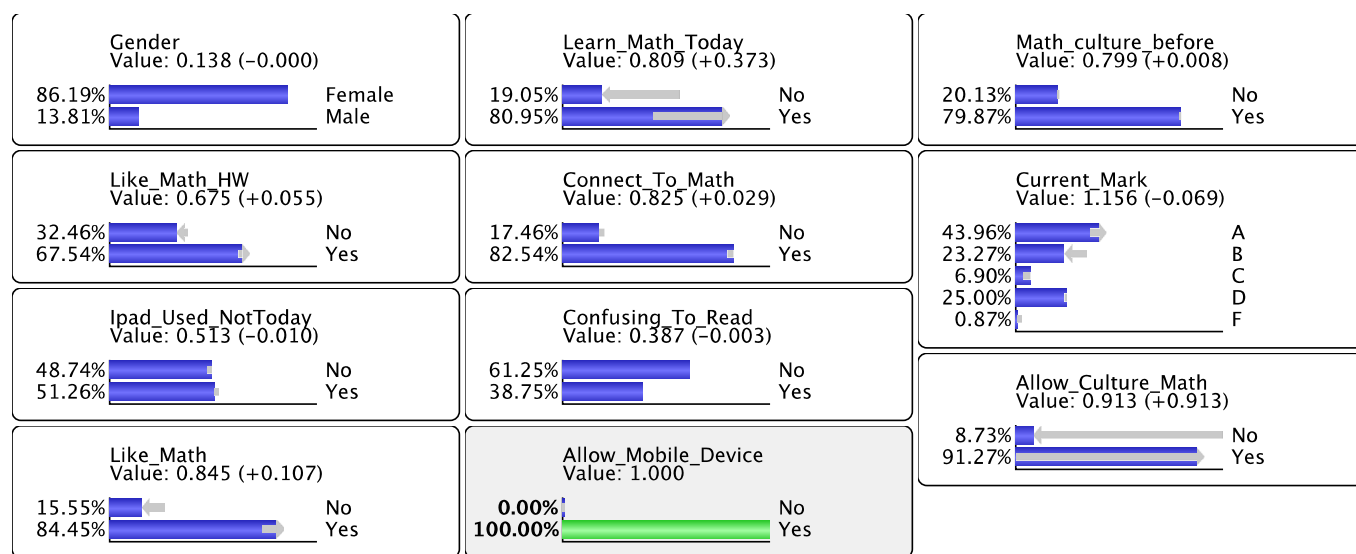 Gender
Value: 0.138 (-0.000)
86.19% Female
13.81% Male
Like_Math_HW
Value: 0.675 (+0.055)
32.46% No
67.54% Yes
Ipad_Used_NotToday
Value: 0.513 (-0.010)
48.74% No
51.26% Yes
Like_Math
Value: 0.845 (+0.107)
15.55% No
84.45% Yes
Learn_Math_Today
Value: 0.809 (+0.373)
19.05% No
80.95% Yes
Connect_To_Math
Value: 0.825 (+0.029)
17.46% No
82.54% Yes
Confusing_To_Read
Value: 0.387 (-0.003)
61.25% No
38.75% Yes
Allow_Mobile_Device
Value: 1.000
0.00% No
100.00% Yes
Math_culture_before
Value: 0.799 (+0.008)
20.13% No
79.87% Yes
Current_Mark
Value: 1.156 (-0.069)
43.96% A
23.27% B
6.90% C
25.00% D
0.87% F
Allow_Culture_Math
Value: 0.913 (+0.913)
8.73% No
91.27% Yes